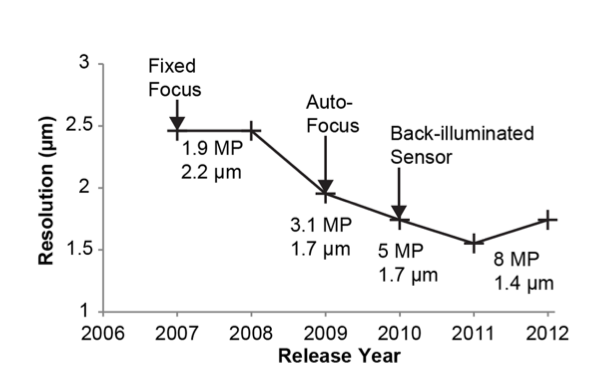 3
Fixed
Focus
Auto-
Focus
2.5
Back-illuminated
Sensor
1.9 MP
2.2 µm
Resolution (µm)
2
3.1 MP
1.7 µm
5 MP
1.7 µm
8 MP
1.4 µm
1.5
1
2006 2007 2008 2009 2010 2011 2012
Release Year